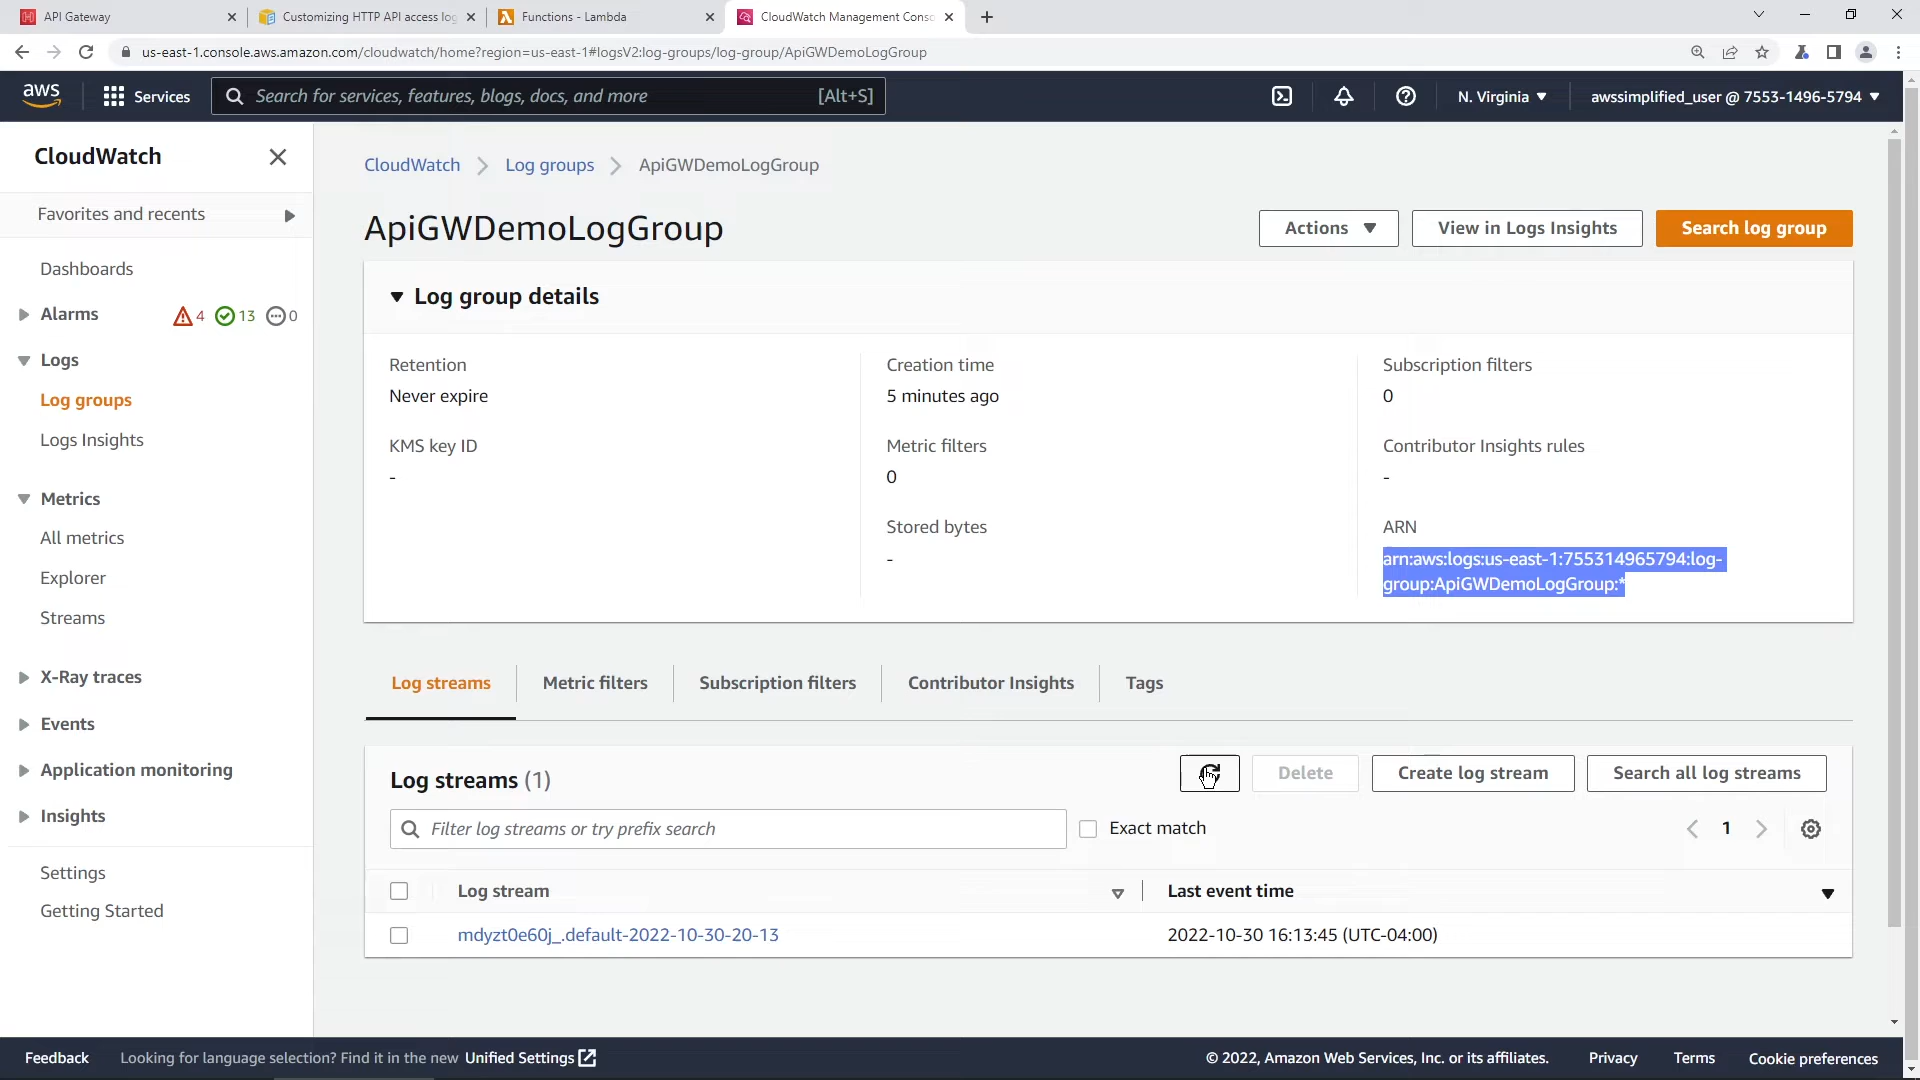 API Gateway
Customizing HTTP API access log
Functions - Lambda
CloudWatch Management Conso
us-east-1.console.aws.amazon.com/cloudwatch/home?region=us-east-1#logsV2:log-groups/log-group/ApiGWDemoLogGroup
aws
Services
Search for services, features, blogs, docs, and more
[Alt+S]
N. Virginia
awssimplified_user @ 7553-1496-5794
CloudWatch
Favorites and recents
Dashboards
Alarms
4
13
0
Logs
Log groups
Logs Insights
Metrics
All metrics
Explorer
Streams
X-Ray traces
Events
Application monitoring
Insights
Settings
Getting Started
CloudWatch
Log groups
ApiGWDemoLogGroup
ApiGWDemoLogGroup
Actions
View in Logs Insights
Search log group
Log group details
Retention
Never expire
KMS key ID
-
Creation time
5 minutes ago
Metric filters
0
Stored bytes
-
Subscription filters
0
Contributor Insights rules
-
ARN
arn:aws:logs:us-east-1:755314965794:log-
group:ApiGWDemoLogGroup:*
Log streams
Metric filters
Subscription filters
Contributor Insights
Tags
Log streams (1)
Delete
Create log stream
Search all log streams
Filter log streams or try prefix search
Exact match
1
Log stream
Last event time
mdyzt0e60j_.default-2022-10-30-20-13
2022-10-30 16:13:45 (UTC-04:00)
Feedback
Looking for language selection? Find it in the new Unified Settings
© 2022, Amazon Web Services, Inc. or its affiliates.
Privacy
Terms
Cookie preferences